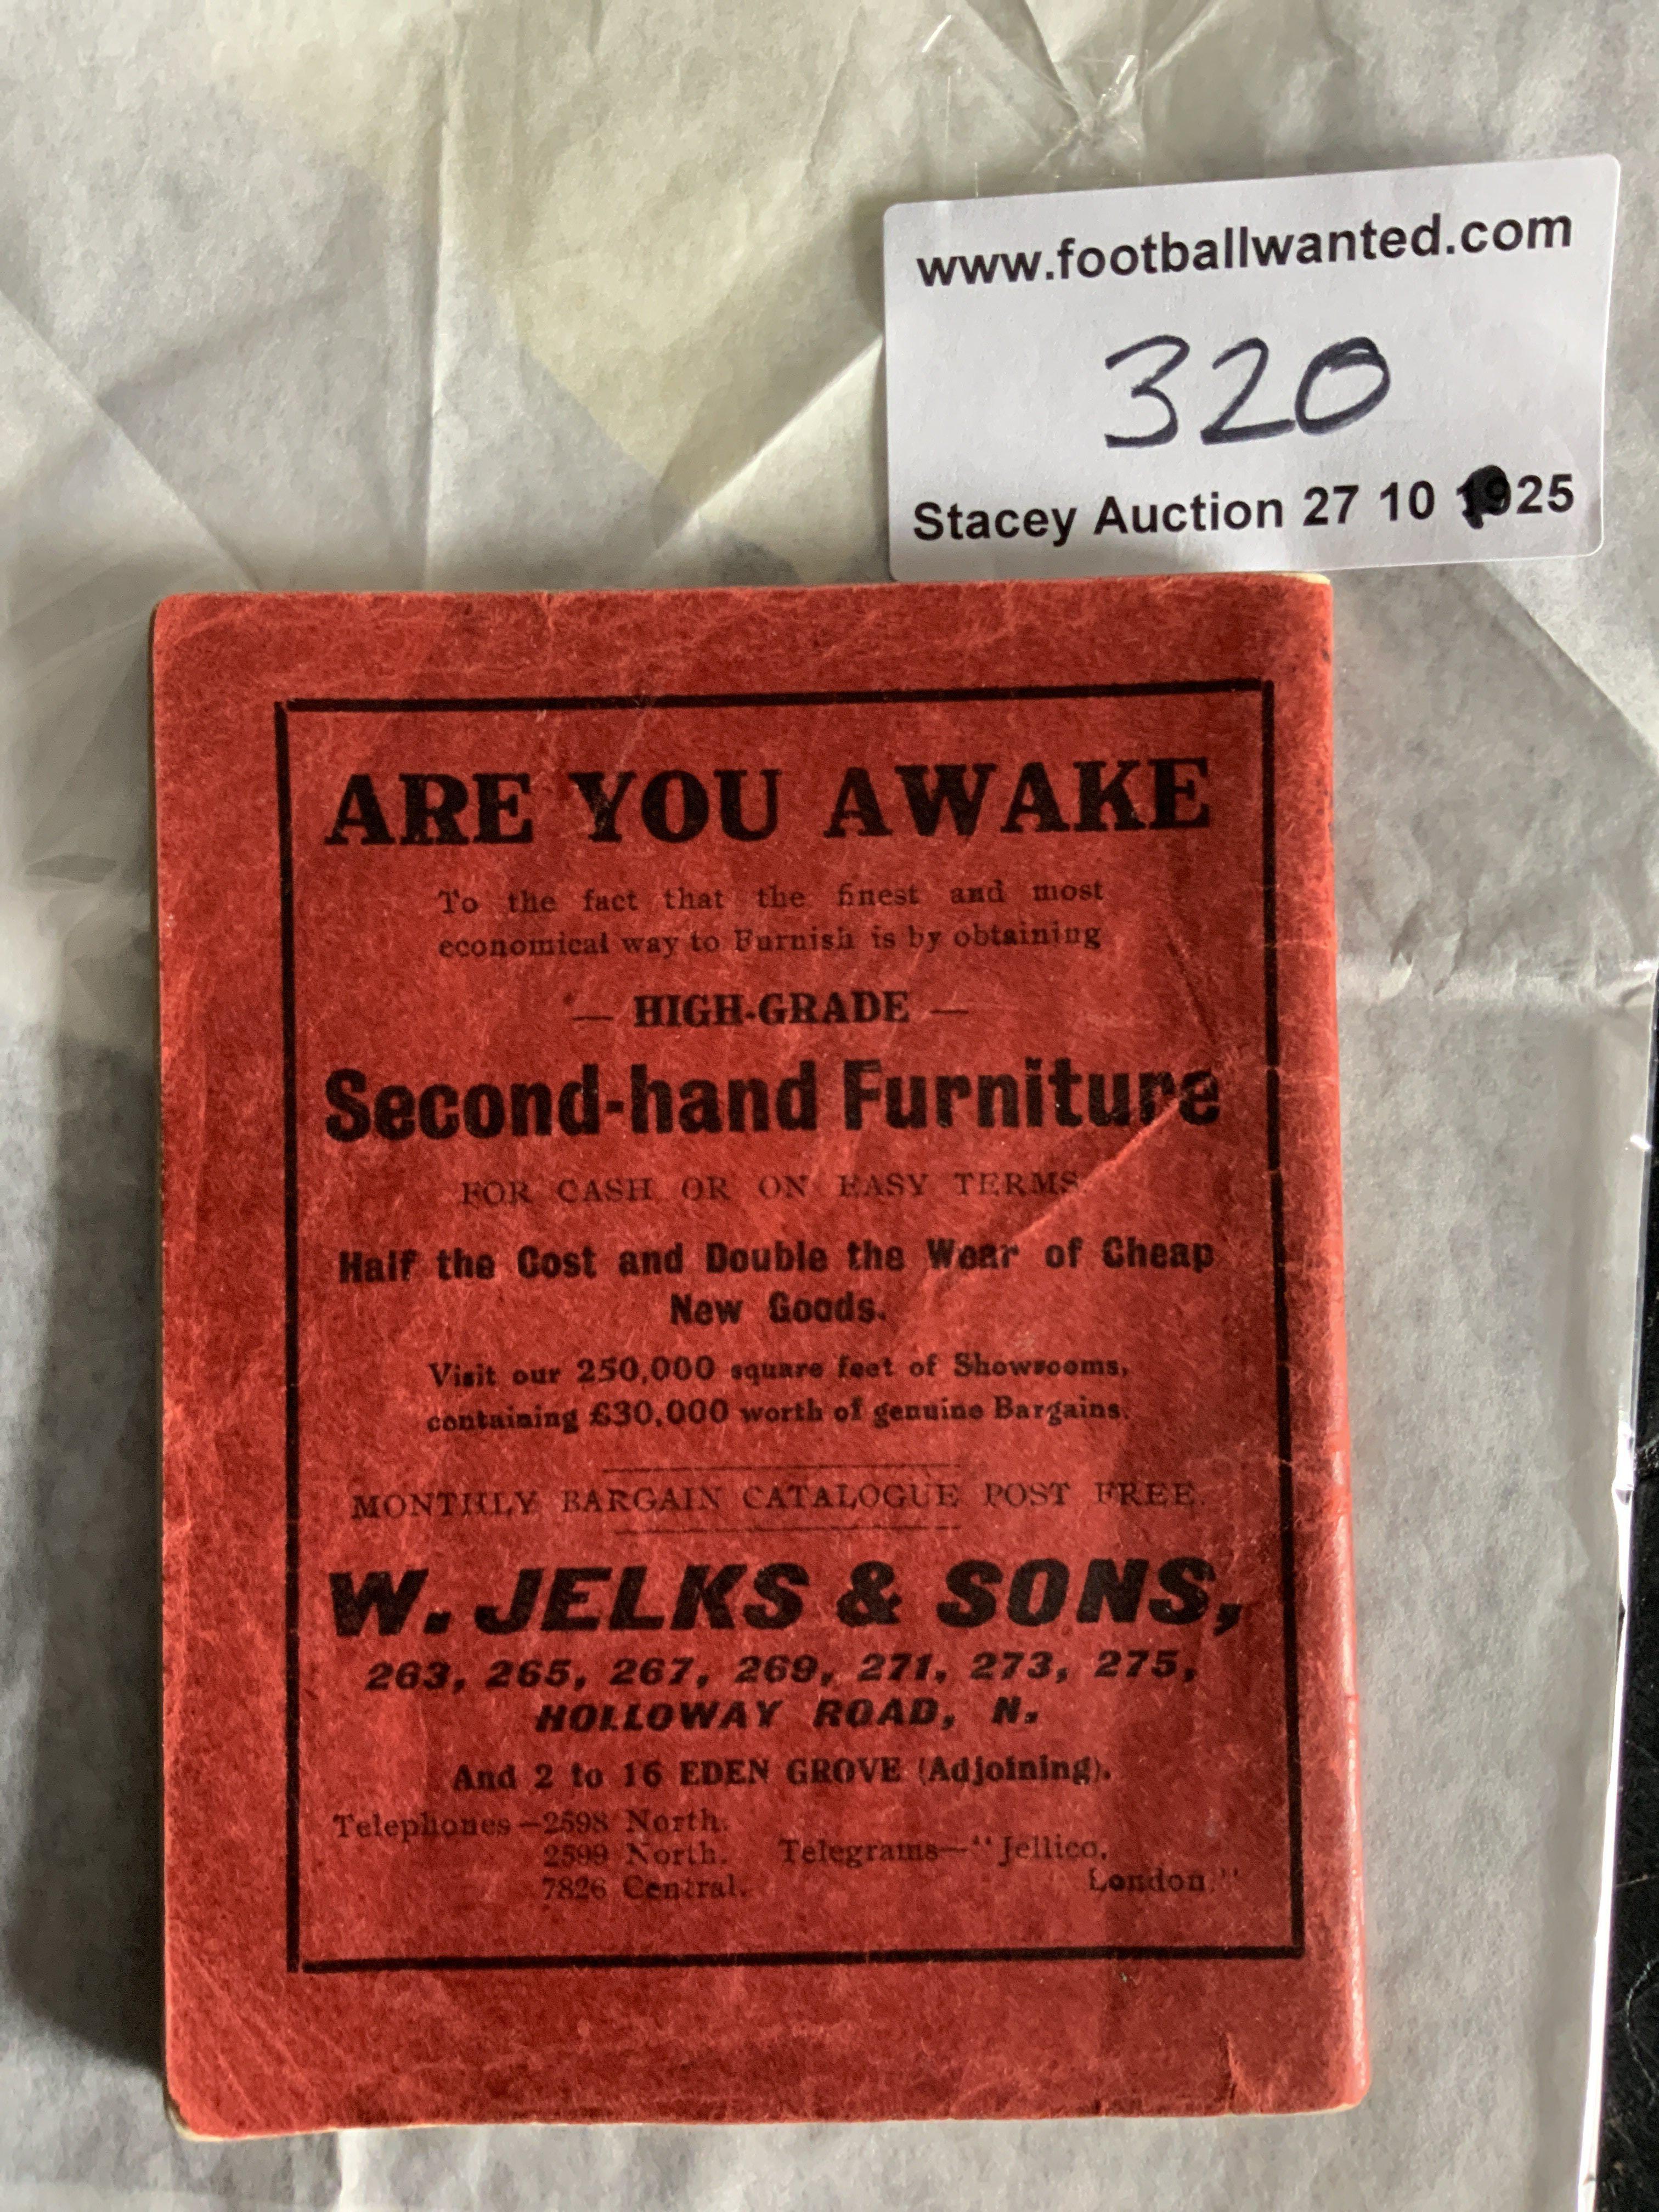 www.footballwanted.com
320
Stacey Auction 27 10 1925
ARE YOU AWAKE
To the fact that the finest and most
economical way to Furnish is by obtaining
— HIGH-GRADE —
Second-hand Furniture
FOR CASH OR ON EASY TERMS
Half the Cost and Double the Wear of Cheap
New Goods.
Visit our 250,000 square feet of Showrooms,
containing £30,000 worth of genuine Bargains.
MONTHLY BARGAIN CATALOGUE POST FREE.
W. JELKS & SONS,
263, 265, 267, 269, 271, 273, 275,
HOLLOWAY ROAD, N.
And 2 to 16 EDEN GROVE (Adjoining).
Telephones—2598 North.
2599 North. Telegrams—"Jellico,
7826 Central. London."